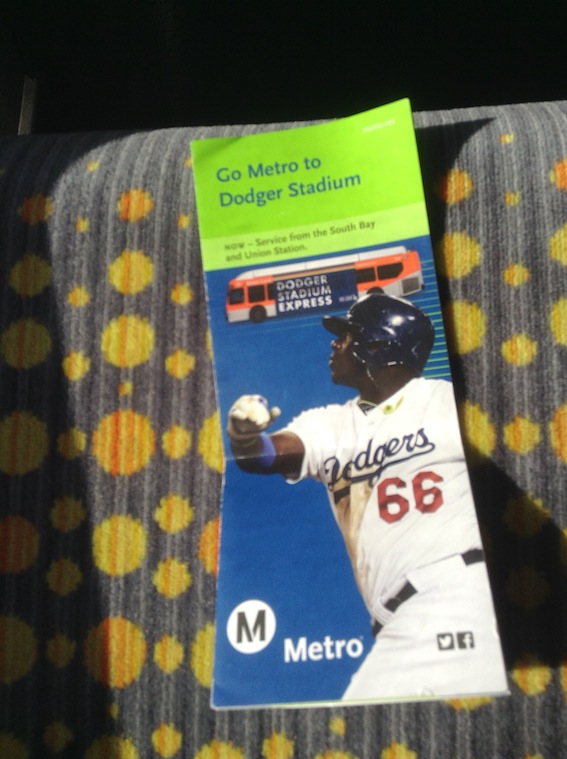 Go Metro to
Dodger Stadium
NOW – Service from the South Bay
and Union Station.
DODGER
STADIUM
EXPRESS
Dodgers
66
M
Metro